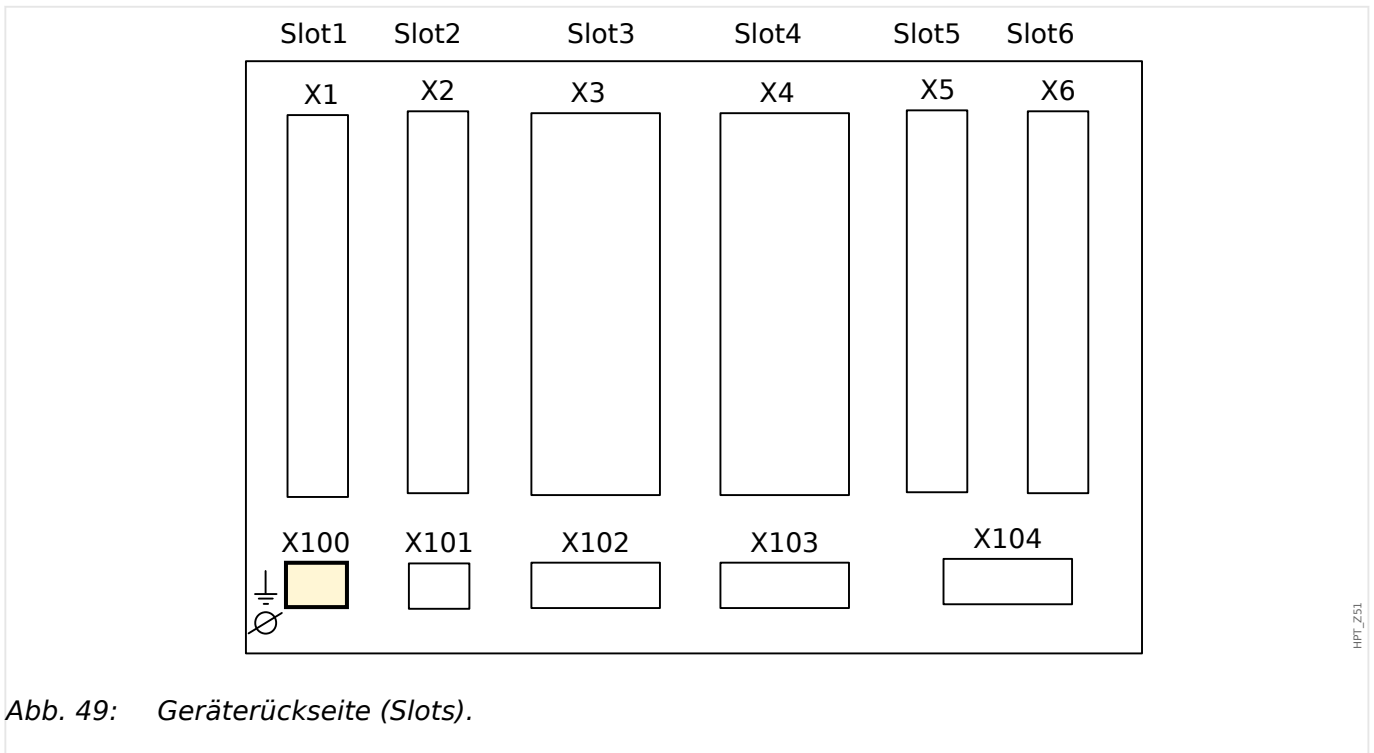 Slot1 Slot2 Slot3 Slot4 Slot5 Slot6
X1 X2 X3 X4 X5 X6
X100 X101 X102 X103 X104
HPT_Z51
Abb. 49: Geräterückseite (Slots).